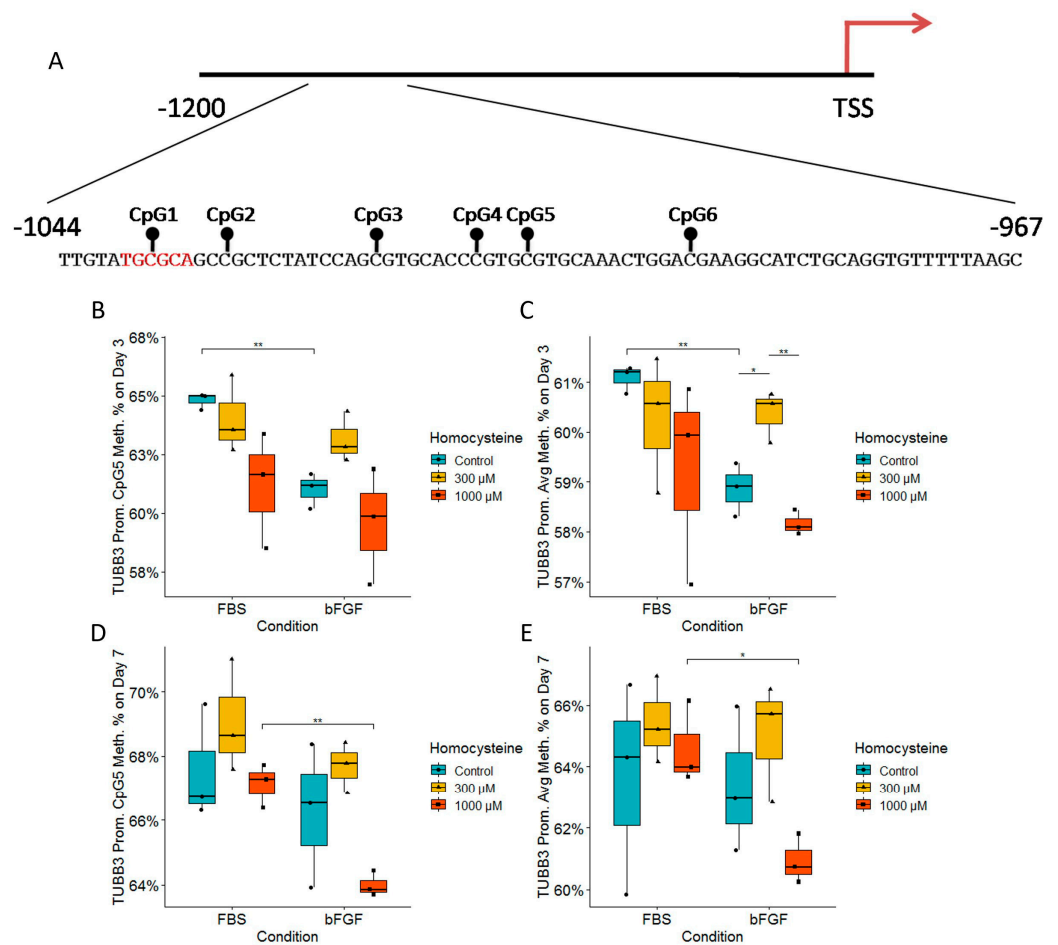 A
-1200
TSS
-1044
CpG1 CpG2 CpG3 CpG4 CpG5 CpG6
-967
TTGTATGCGCAGCCGCTCTATCCAGCGTGCACCCGTGCGTGCAAACTGGACGAAGGCATCTGCAGGTGTTTTTAAGC
B
TUBB3 Prom. CpG5 Meth. % on Day 3
68%
65%
63%
60%
58%
**
FBS bFGF
Condition
Homocysteine
Control
300 µM
1000 µM
C
TUBB3 Prom. Avg Meth. % on Day 3
61%
60%
59%
58%
57%
**
*
**
FBS bFGF
Condition
Homocysteine
Control
300 µM
1000 µM
D
TUBB3 Prom. CpG5 Meth. % on Day 7
70%
68%
66%
64%
**
FBS bFGF
Condition
Homocysteine
Control
300 µM
1000 µM
E
TUBB3 Prom. Avg Meth. % on Day 7
66%
64%
62%
60%
*
FBS bFGF
Condition
Homocysteine
Control
300 µM
1000 µM